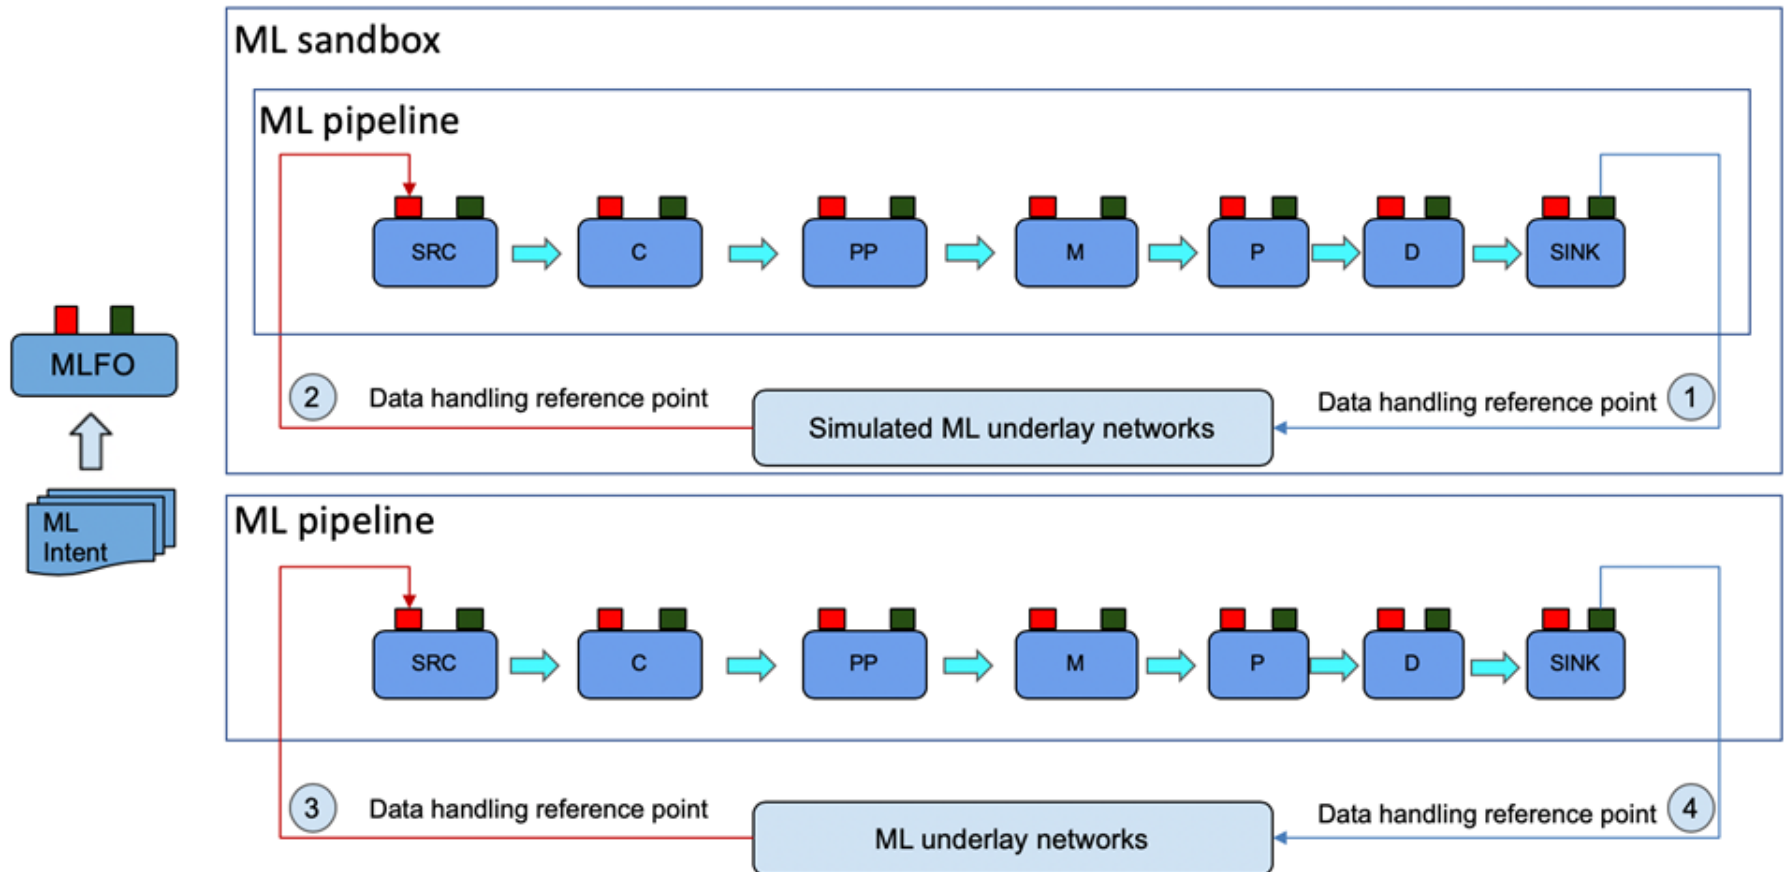 ML sandbox
ML pipeline
SRC
C
PP
M
P
D
SINK
MLFO
2
Data handling reference point
Simulated ML underlay networks
Data handling reference point
1
ML
Intent
ML pipeline
SRC
C
PP
M
P
D
SINK
3
Data handling reference point
ML underlay networks
Data handling reference point
4